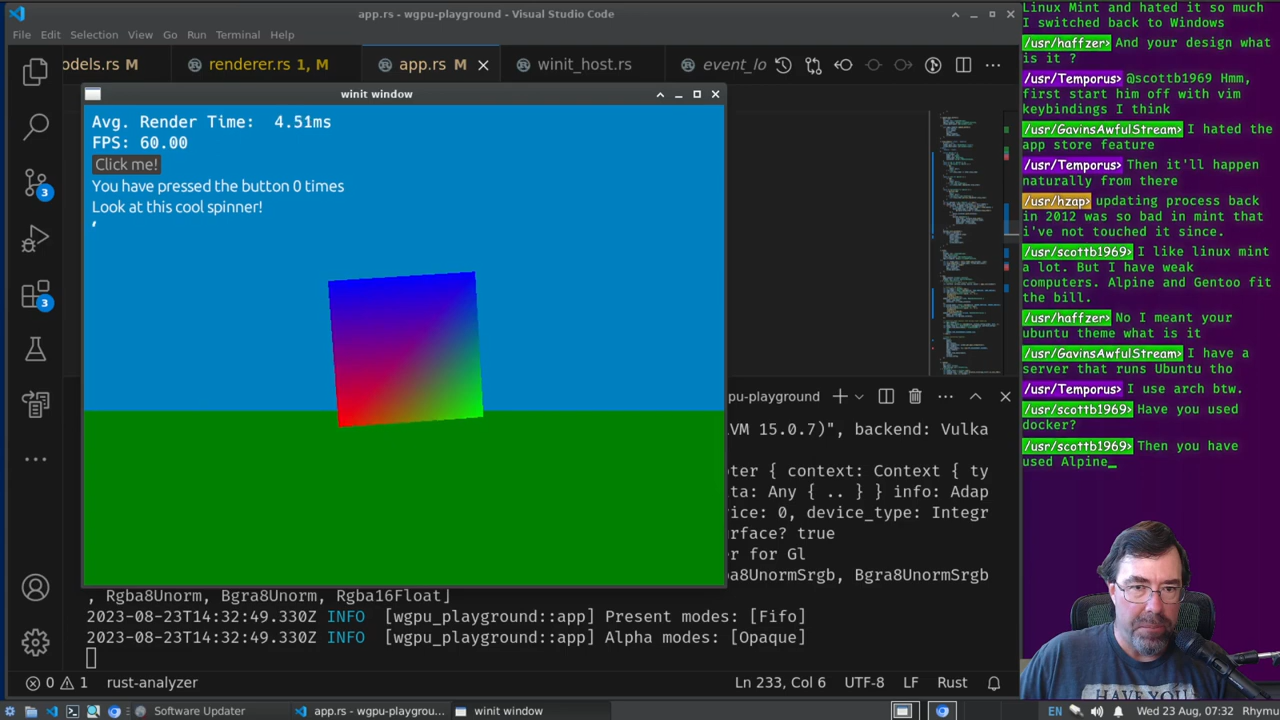 app.rs - wgpu-playground - Visual Studio Code
File Edit Selection View Go Run Terminal Help
odels.rs M
renderer.rs 1, M
app.rs M
winit_host.rs
event_lo
winit window
Avg. Render Time: 4.51ms
FPS: 60.00
Click me!
You have pressed the button 0 times
Look at this cool spinner!
3
3
pu-playground
VM 15.0.7)", backend: Vulka
oter { context: Context { ty
ta: Any { .. } } info: Adap
ice: 0, device_type: Integr
urface? true
er for Gl
a8UnormSrgb, Bgra8UnormSrgb
, Rgba8Unorm, Bgra8Unorm, Rgba16Float]
2023-08-23T14:32:49.330Z INFO [wgpu_playground::app] Present modes: [Fifo]
2023-08-23T14:32:49.330Z INFO [wgpu_playground::app] Alpha modes: [Opaque]
0 1 rust-analyzer
Ln 233, Col 6 UTF-8 LF Rust
Software Updater
app.rs - wgpu-playgrou...
winit window
EN
Wed 23 Aug, 07:32 Rhymu
Linux Mint and hated it so much
I switched back to Windows
/usr/haffzer> And your design what
is it ?
/usr/Temporus> @scottb1969 Hmm,
first start him off with vim
keybindings I think
/usr/GavinsAwfulStream> I hated the
app store feature
/usr/Temporus> Then it'll happen
naturally from there
/usr/hzap> updating process back
in 2012 was so bad in mint that
i've not touched it since.
/usr/scottb1969> I like linux mint
a lot. But I have weak
computers. Alpine and Gentoo fit
the bill.
/usr/haffzer> No I meant your
ubuntu theme what is it
/usr/GavinsAwfulStream> I have a
server that runs Ubuntu tho
/usr/Temporus> I use arch btw.
/usr/scottb1969> Have you used
docker?
/usr/scottb1969> Then you have
used Alpine_
HAVE YOU